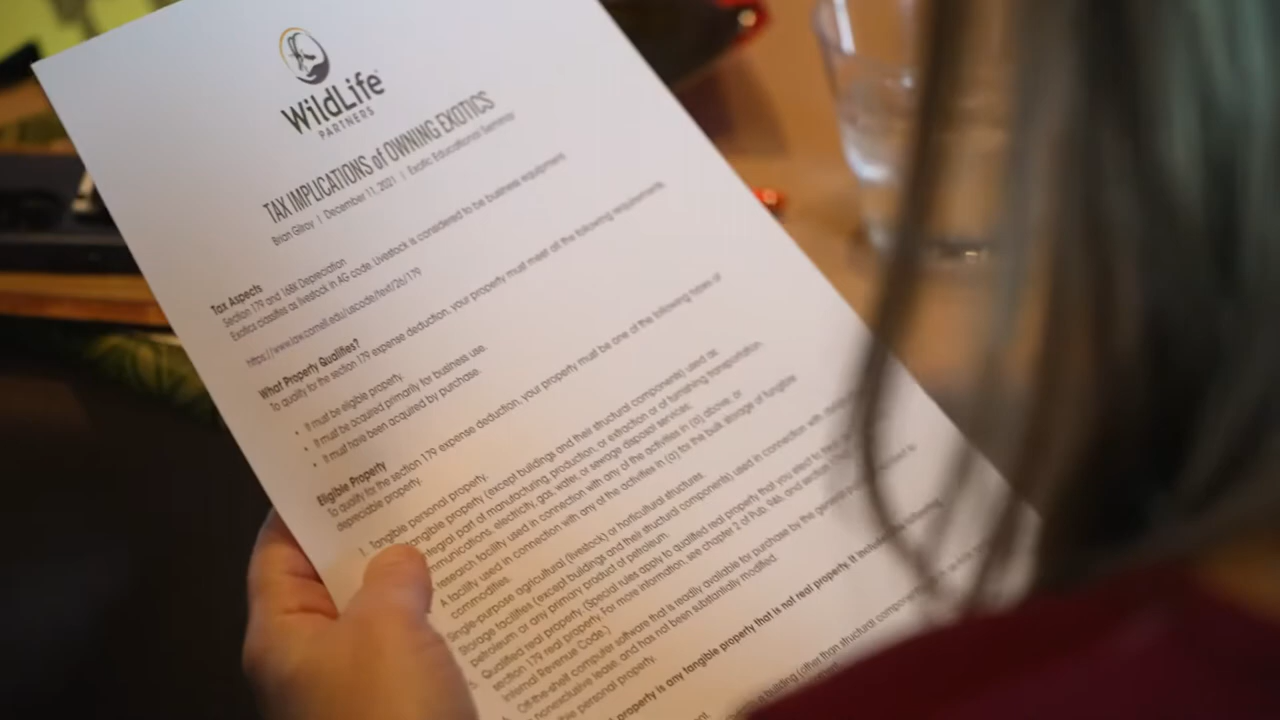 WildLife
PARTNERS
TAX IMPLICATIONS of OWNING EXOTICS
Brian Gilroy | December 11, 2021 | Exotic Educational Seminar
Tax Aspects
Section 179 and 168K Depreciation
Exotics classifies as livestock in AG code. Livestock is considered to be business equipment.
https://www.law.cornell.edu/uscode/text/26/179
What Property Qualifies?
To qualify for the section 179 expense deduction, your property must meet all the following requirements.
• It must be eligible property.
• It must be acquired primarily for business use.
• It must have been acquired by purchase.
Eligible Property
To qualify for the section 179 expense deduction, your property must be one of the following types of
depreciable property.
1. Tangible personal property.
tangible property (except buildings and their structural components) used as:
integral part of manufacturing, production, or extraction or of furnishing transportation,
communications, electricity, gas, water, or sewage disposal services;
research facility used in connection with any of the activities in (a) above; or
A facility used in connection with any of the activities in (a) for the bulk storage of fungible
commodities.
Single-purpose agricultural (livestock) or horticultural structures.
Storage facilities (except buildings and their structural components) used in connection with
petroleum or any primary product of petroleum.
Qualified real property. (Special rules apply to qualified real property that you elect to treat
section 179 real property. For more information, see chapter 2 of Pub. 946, and section
Internal Revenue Code.)
Off-the-shelf computer software that is readily available for purchase by the general
nonexclusive lease, and has not been substantially modified.
personal property.
property is any tangible property that is not real property. It includes the following
a building (other than structural